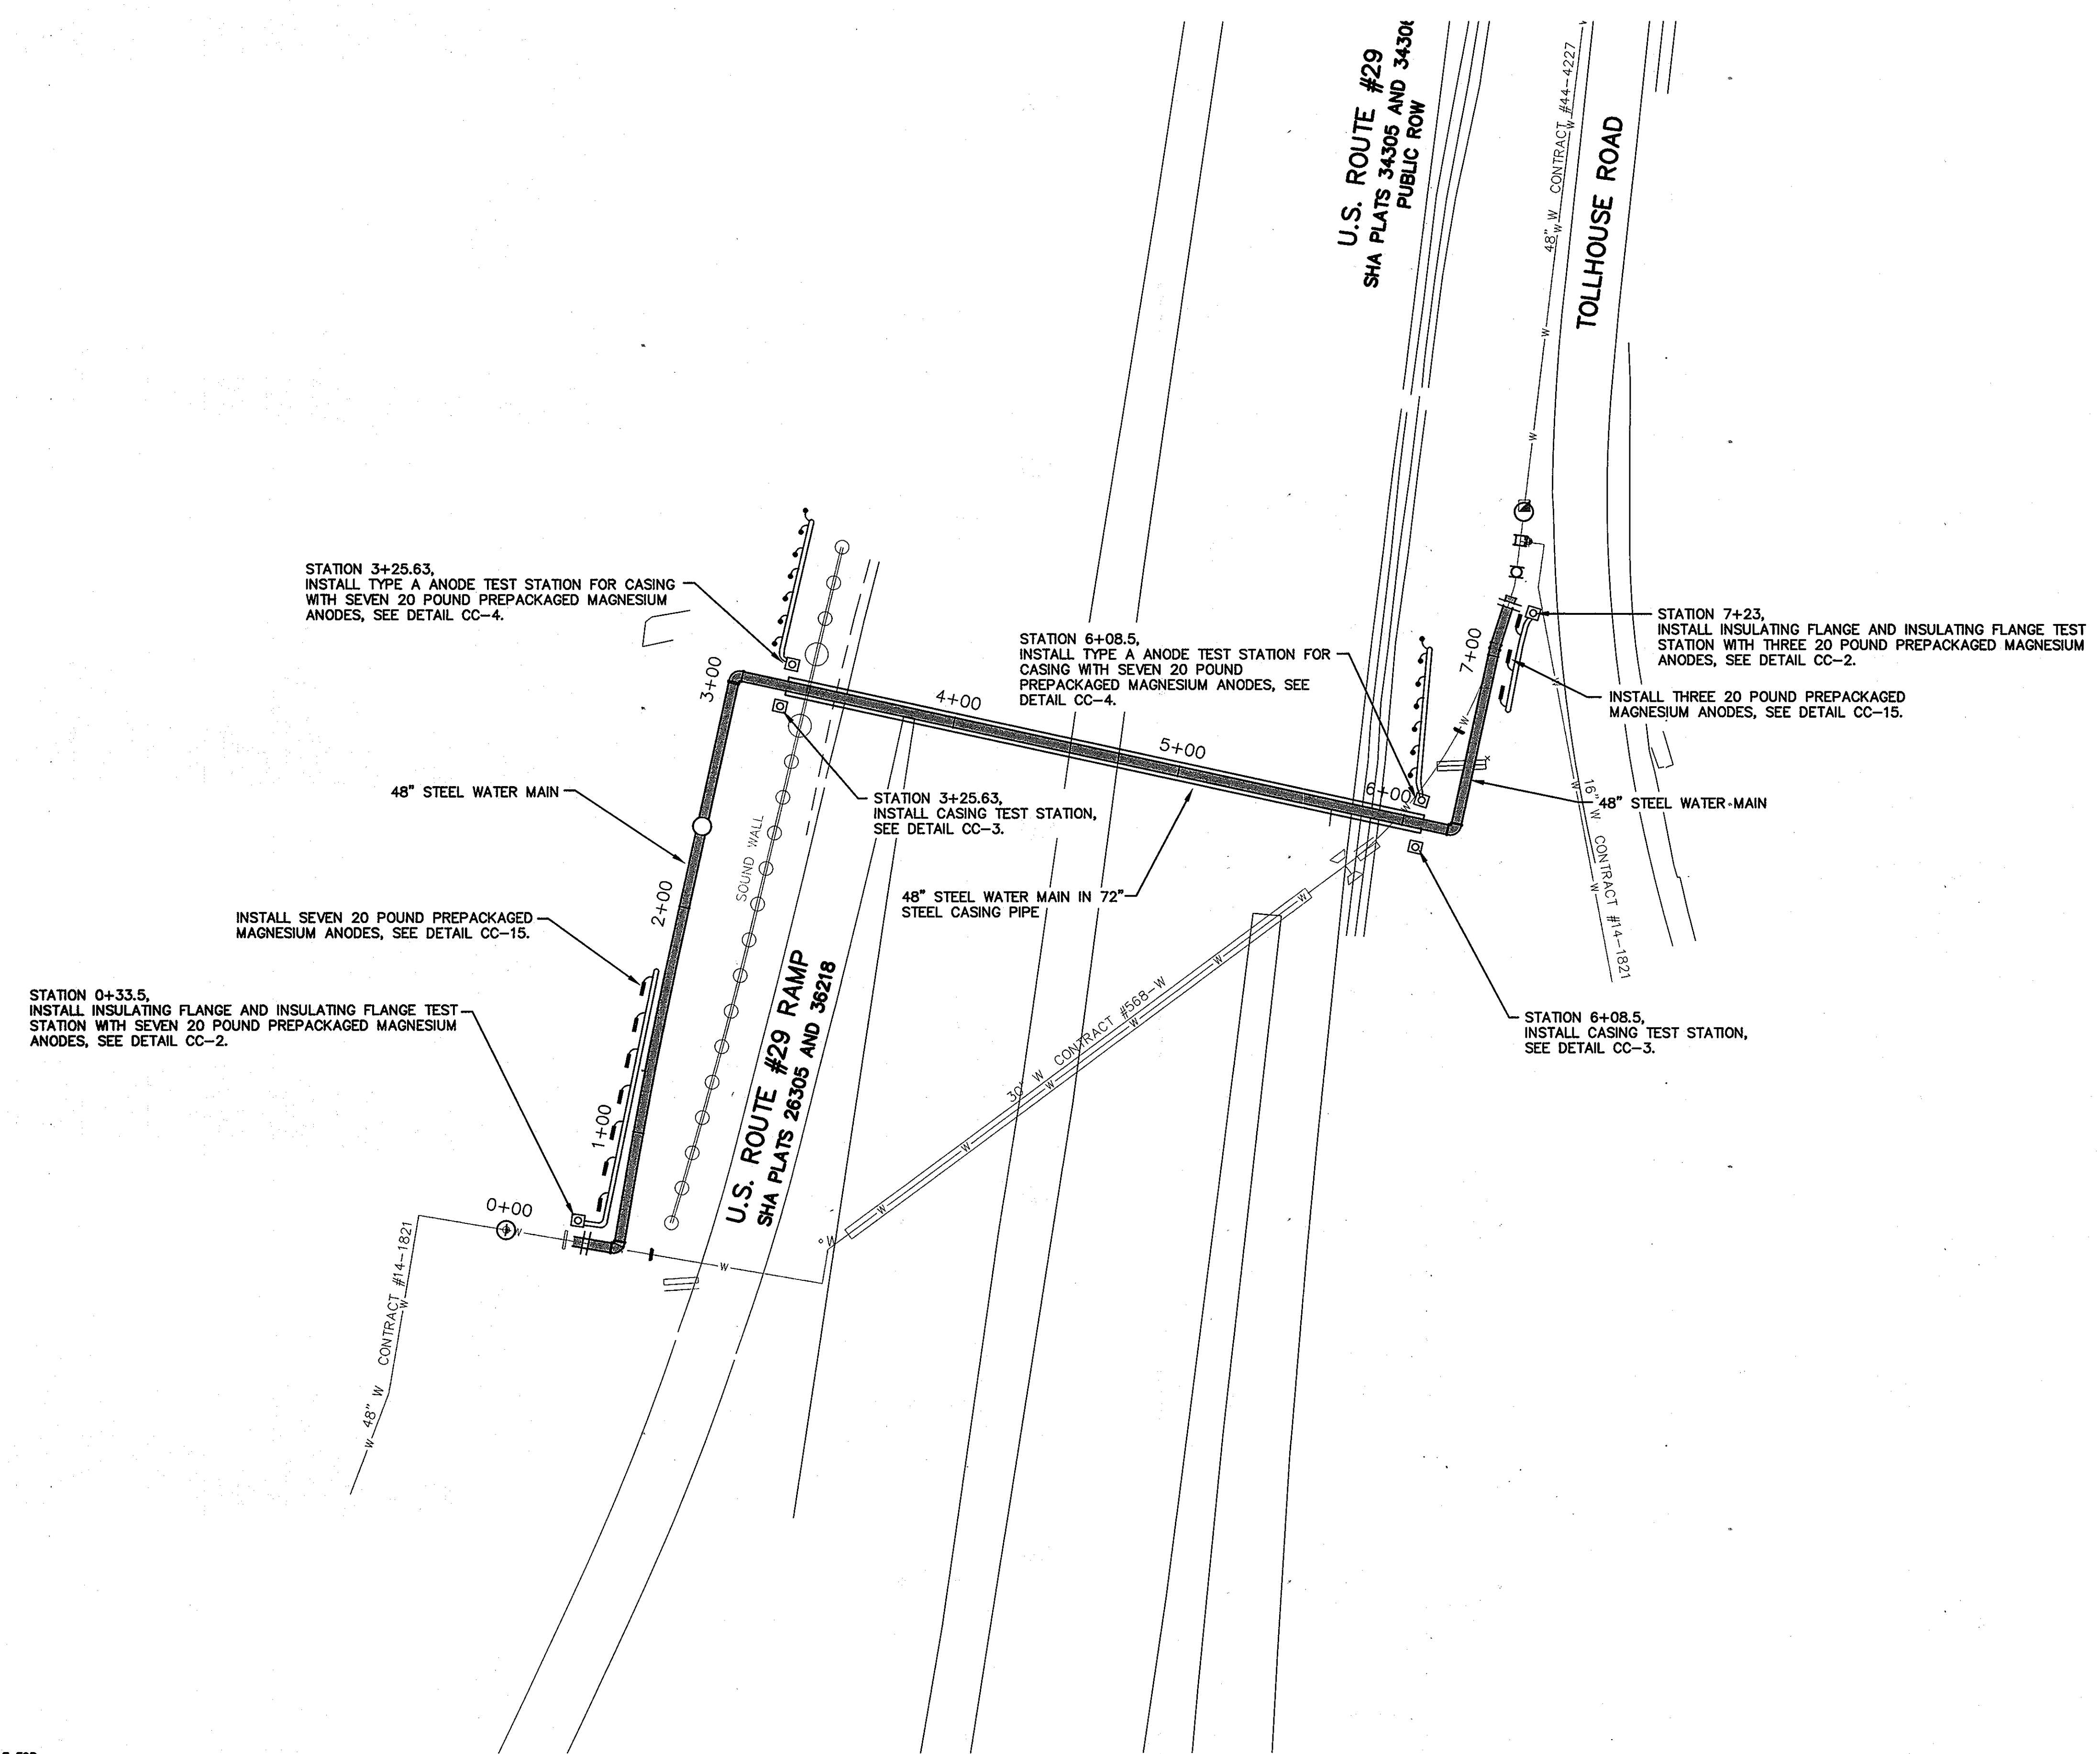 U.S. ROUTE #29
SHA PLATS 34305 AND 34306
PUBLIC ROW
48" W CONTRACT #44-4227
TOLLHOUSE ROAD
STATION 3+25.63,
INSTALL TYPE A ANODE TEST STATION FOR CASING
WITH SEVEN 20 POUND PREPACKAGED MAGNESIUM
ANODES, SEE DETAIL CC-4.
STATION 6+08.5,
INSTALL TYPE A ANODE TEST STATION FOR
CASING WITH SEVEN 20 POUND
PREPACKAGED MAGNESIUM ANODES, SEE
DETAIL CC-4.
STATION 7+23,
INSTALL INSULATING FLANGE AND INSULATING FLANGE TEST
STATION WITH THREE 20 POUND PREPACKAGED MAGNESIUM
ANODES, SEE DETAIL CC-2.
INSTALL THREE 20 POUND PREPACKAGED
MAGNESIUM ANODES, SEE DETAIL CC-15.
3+00
4+00
5+00
6+00
7+00
48" STEEL WATER MAIN
STATION 3+25.63,
INSTALL CASING TEST STATION,
SEE DETAIL CC-3.
48" STEEL WATER MAIN
16" W CONTRACT #14-1821
SOUND WALL
2+00
48" STEEL WATER MAIN IN 72"
STEEL CASING PIPE
INSTALL SEVEN 20 POUND PREPACKAGED
MAGNESIUM ANODES, SEE DETAIL CC-15.
STATION 0+33.5,
INSTALL INSULATING FLANGE AND INSULATING FLANGE TEST
STATION WITH SEVEN 20 POUND PREPACKAGED MAGNESIUM
ANODES, SEE DETAIL CC-2.
U.S. ROUTE #29 RAMP
SHA PLATS 26305 AND 36218
30" W CONTRACT #568-W
STATION 6+08.5,
INSTALL CASING TEST STATION,
SEE DETAIL CC-3.
1+00
0+00
W 48" W CONTRACT #14-1821